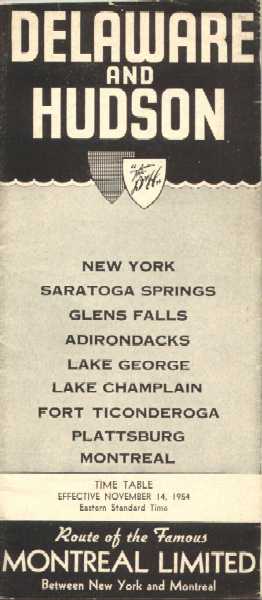 DELAWARE
AND
HUDSON
"The
D&H"
NEW YORK
SARATOGA SPRINGS
GLENS FALLS
ADIRONDACKS
LAKE GEORGE
LAKE CHAMPLAIN
FORT TICONDEROGA
PLATTSBURG
MONTREAL
TIME TABLE
EFFECTIVE NOVEMBER 14, 1954
Eastern Standard Time
Route of the Famous
MONTREAL LIMITED
Between New York and Montreal